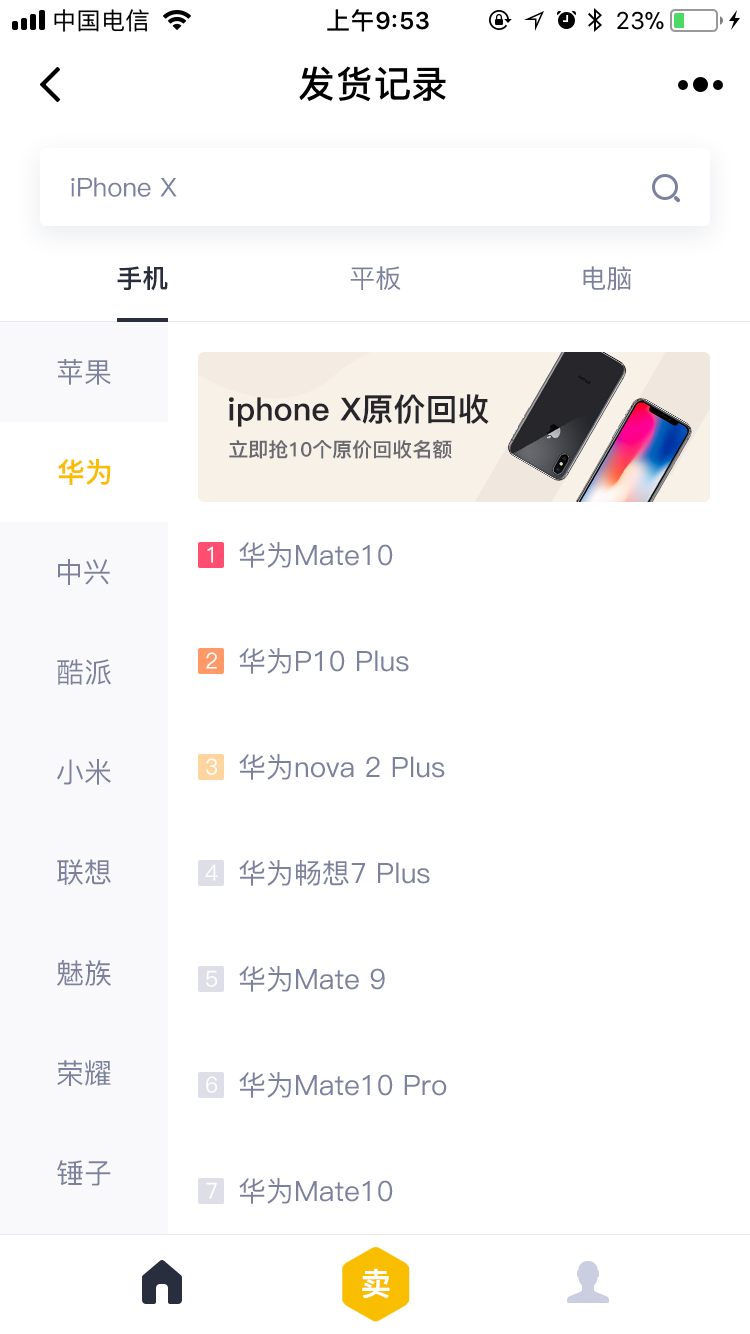 中国电信 上午9:53 23%
发货记录
iPhone X
手机 平板 电脑
苹果
华为
中兴
酷派
小米
联想
魅族
荣耀
锤子
iphone X原价回收
立即抢10个原价回收名额
1 华为Mate10
2 华为P10 Plus
3 华为nova 2 Plus
4 华为畅想7 Plus
5 华为Mate 9
6 华为Mate10 Pro
7 华为Mate10
卖